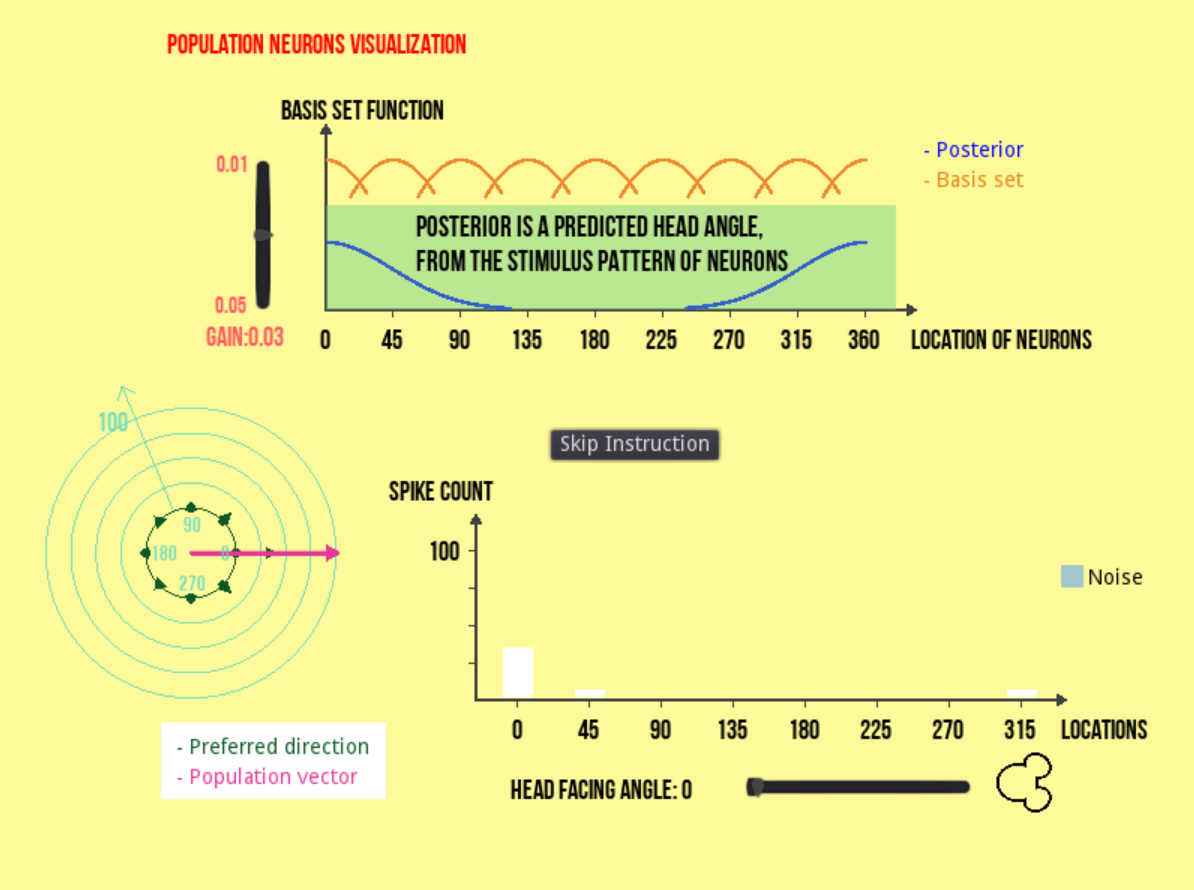 POPULATION NEURONS VISUALIZATION
BASIS SET FUNCTION
- Posterior
- Basis set
0.01
POSTERIOR IS A PREDICTED HEAD ANGLE,
FROM THE STIMULUS PATTERN OF NEURONS
0.05
GAIN:0.03
0 45 90 135 180 225 270 315 360 LOCATION OF NEURONS
100
Skip Instruction
SPIKE COUNT
90
180 0
270
100
Noise
0 45 90 135 180 225 270 315 LOCATIONS
- Preferred direction
- Population vector
HEAD FACING ANGLE: 0